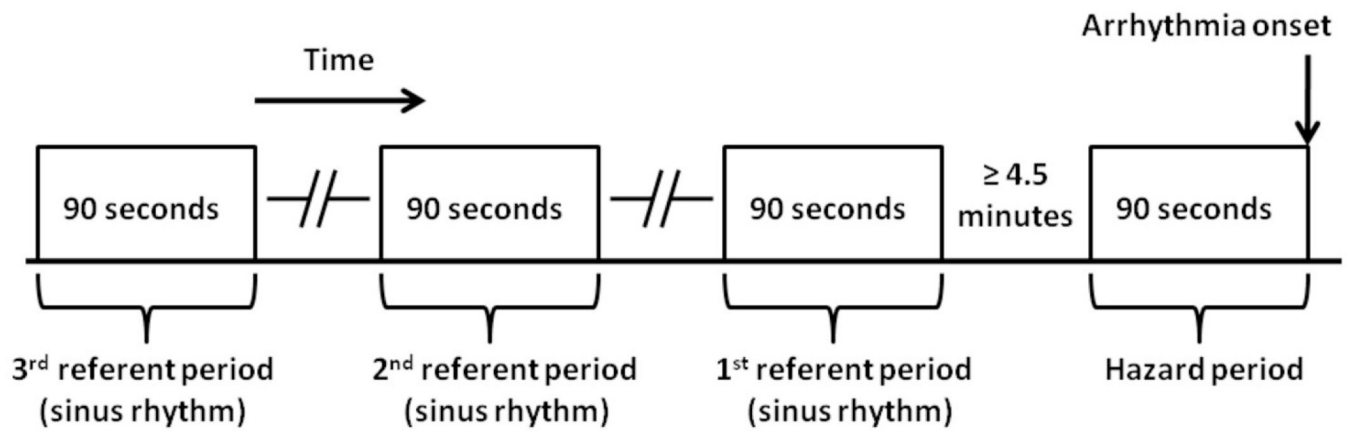 Arrhythmia onset
Time
90 seconds
90 seconds
90 seconds
≥ 4.5
minutes
90 seconds
3rd referent period
(sinus rhythm)
2nd referent period
(sinus rhythm)
1st referent period
(sinus rhythm)
Hazard period